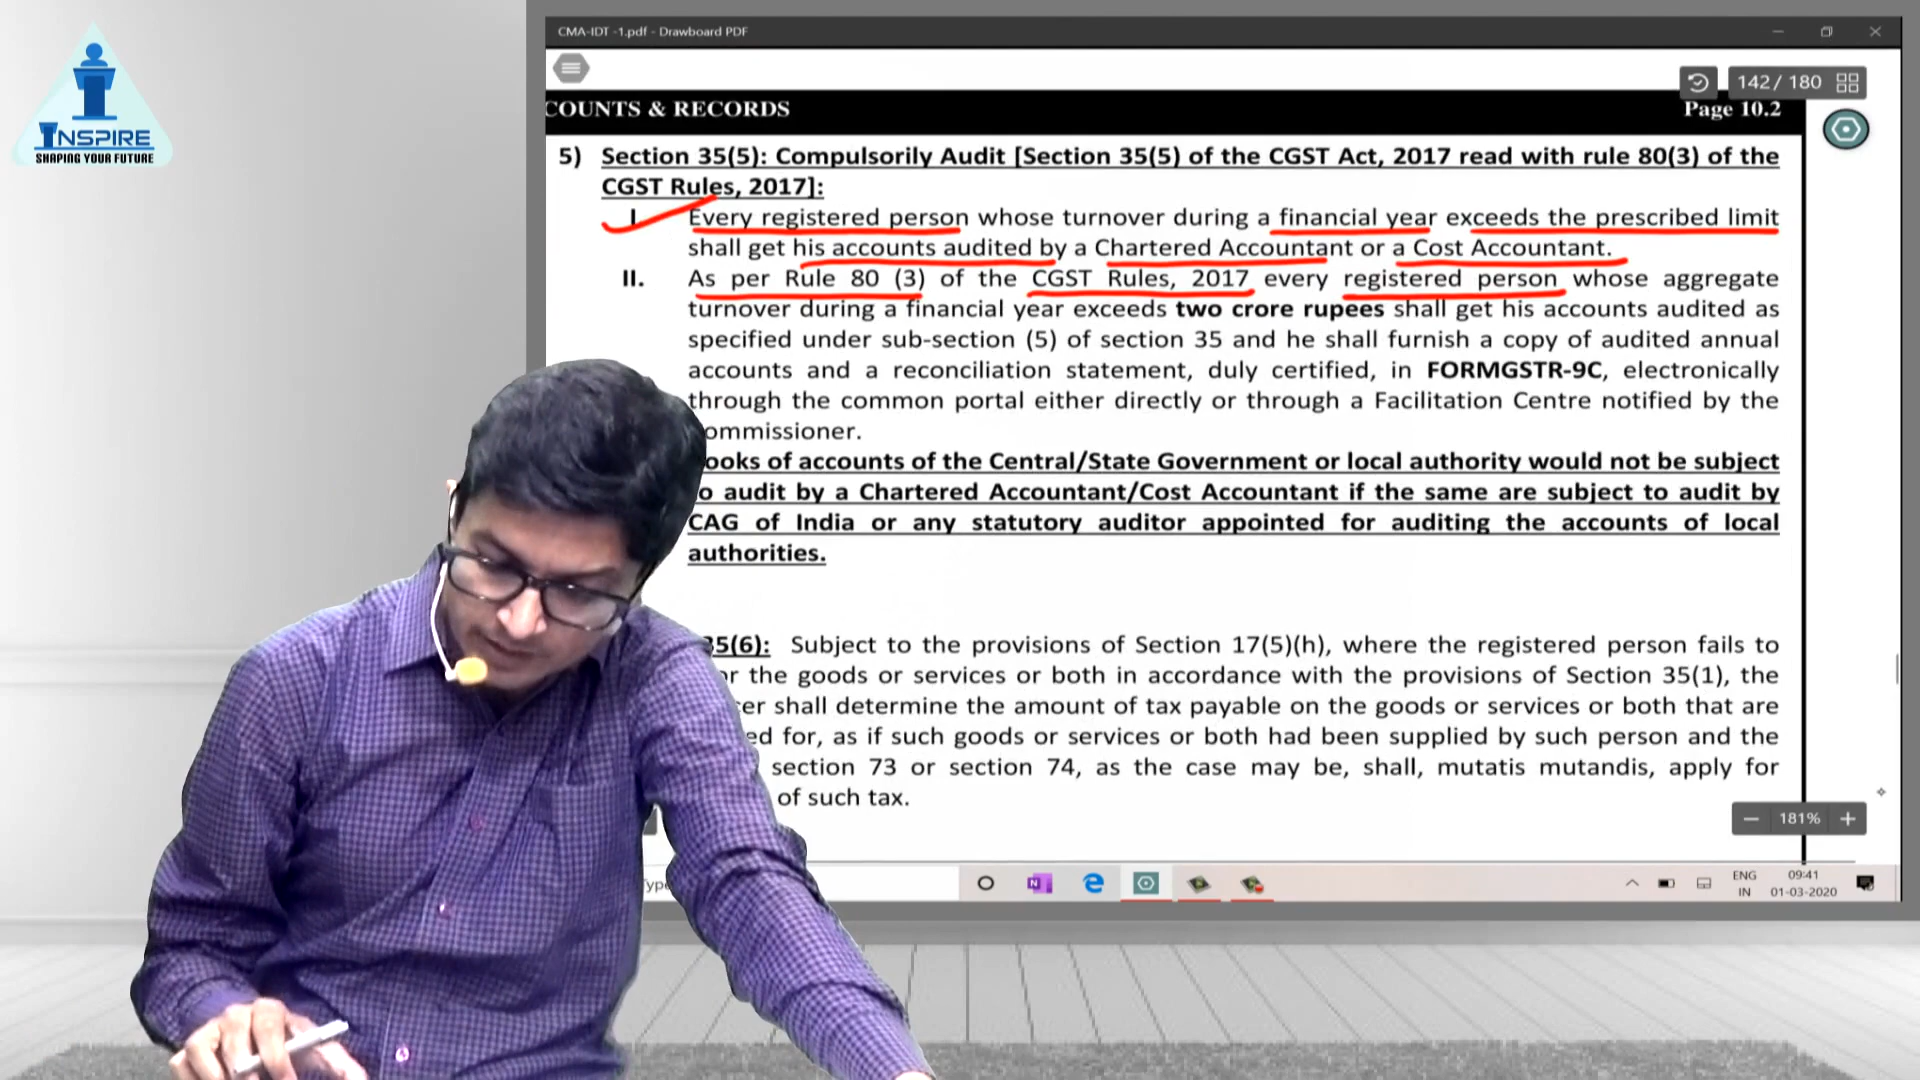 INSPIRE
SHAPING YOUR FUTURE
CMA-IDT -1.pdf - Drawboard PDF
142 / 180
COUNTS & RECORDS Page 10.2
5) Section 35(5): Compulsorily Audit [Section 35(5) of the CGST Act, 2017 read with rule 80(3) of the
CGST Rules, 2017]:
I. Every registered person whose turnover during a financial year exceeds the prescribed limit
shall get his accounts audited by a Chartered Accountant or a Cost Accountant.
II. As per Rule 80 (3) of the CGST Rules, 2017 every registered person whose aggregate
turnover during a financial year exceeds two crore rupees shall get his accounts audited as
specified under sub-section (5) of section 35 and he shall furnish a copy of audited annual
accounts and a reconciliation statement, duly certified, in FORMGSTR-9C, electronically
through the common portal either directly or through a Facilitation Centre notified by the
ommissioner.
ooks of accounts of the Central/State Government or local authority would not be subject
o audit by a Chartered Accountant/Cost Accountant if the same are subject to audit by
CAG of India or any statutory auditor appointed for auditing the accounts of local
authorities.
35(6): Subject to the provisions of Section 17(5)(h), where the registered person fails to
r the goods or services or both in accordance with the provisions of Section 35(1), the
cer shall determine the amount of tax payable on the goods or services or both that are
ed for, as if such goods or services or both had been supplied by such person and the
section 73 or section 74, as the case may be, shall, mutatis mutandis, apply for
of such tax.
181%
Type
ENG 09:41
IN 01-03-2020